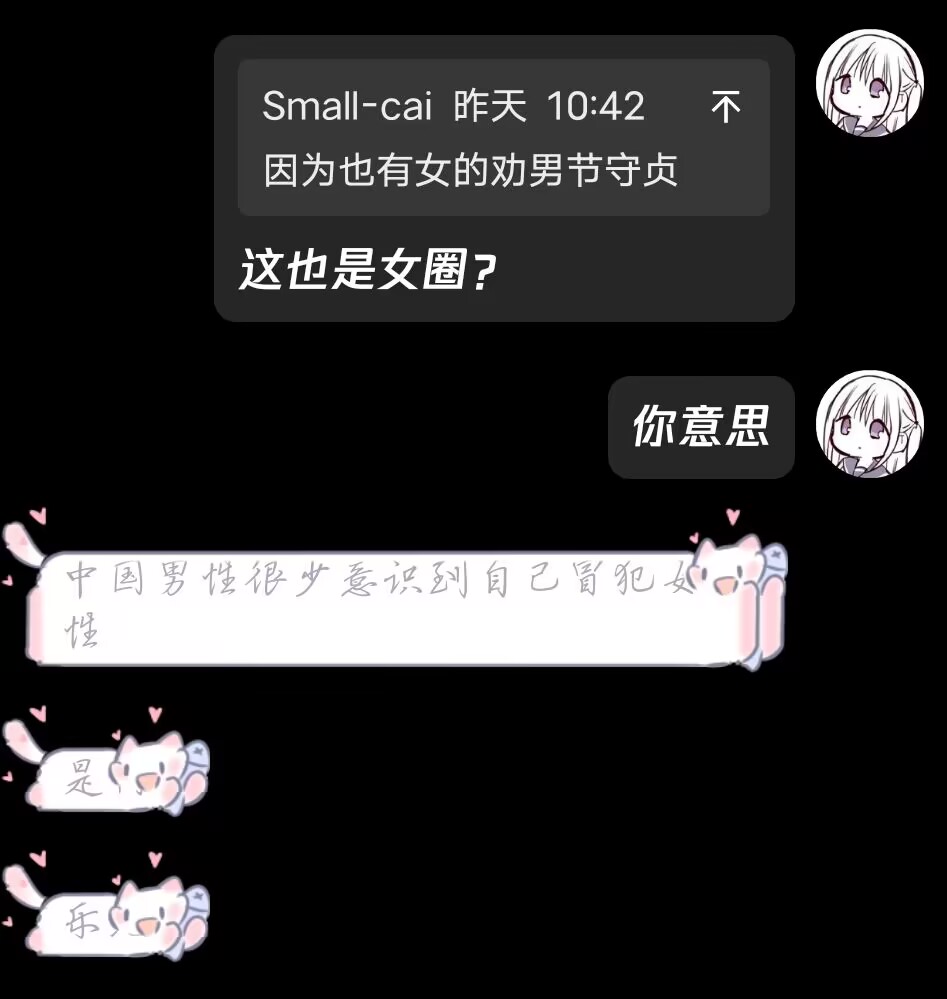 Small-cai 昨天 10:42
因为也有女的劝男节守贞
这也是女圈?
你意思
中国男性很少意识到自己冒犯女
性
是
乐